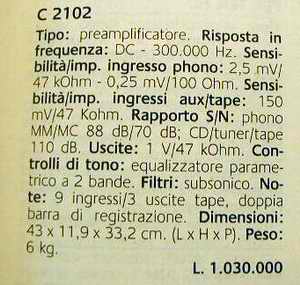 C 2102
Tipo: preamplificatore. Risposta in
frequenza: DC - 300.000 Hz. Sensi-
bilità/imp. ingresso phono: 2,5 mV/
47 kOhm - 0,25 mV/100 Ohm. Sensi-
bilità/imp. ingressi aux/tape: 150
mV/47 Kohm. Rapporto S/N: phono
MM/MC 88 dB/70 dB; CD/tuner/tape
110 dB. Uscite: 1 V/47 kOhm. Con-
trolli di tono: equalizzatore parame-
trico a 2 bande. Filtri: subsonico. No-
te: 9 ingressi/3 uscite tape, doppia
barra di registrazione. Dimensioni:
43 x 11,9 x 33,2 cm. (L x H x P). Peso:
6 kg.
L. 1.030.000